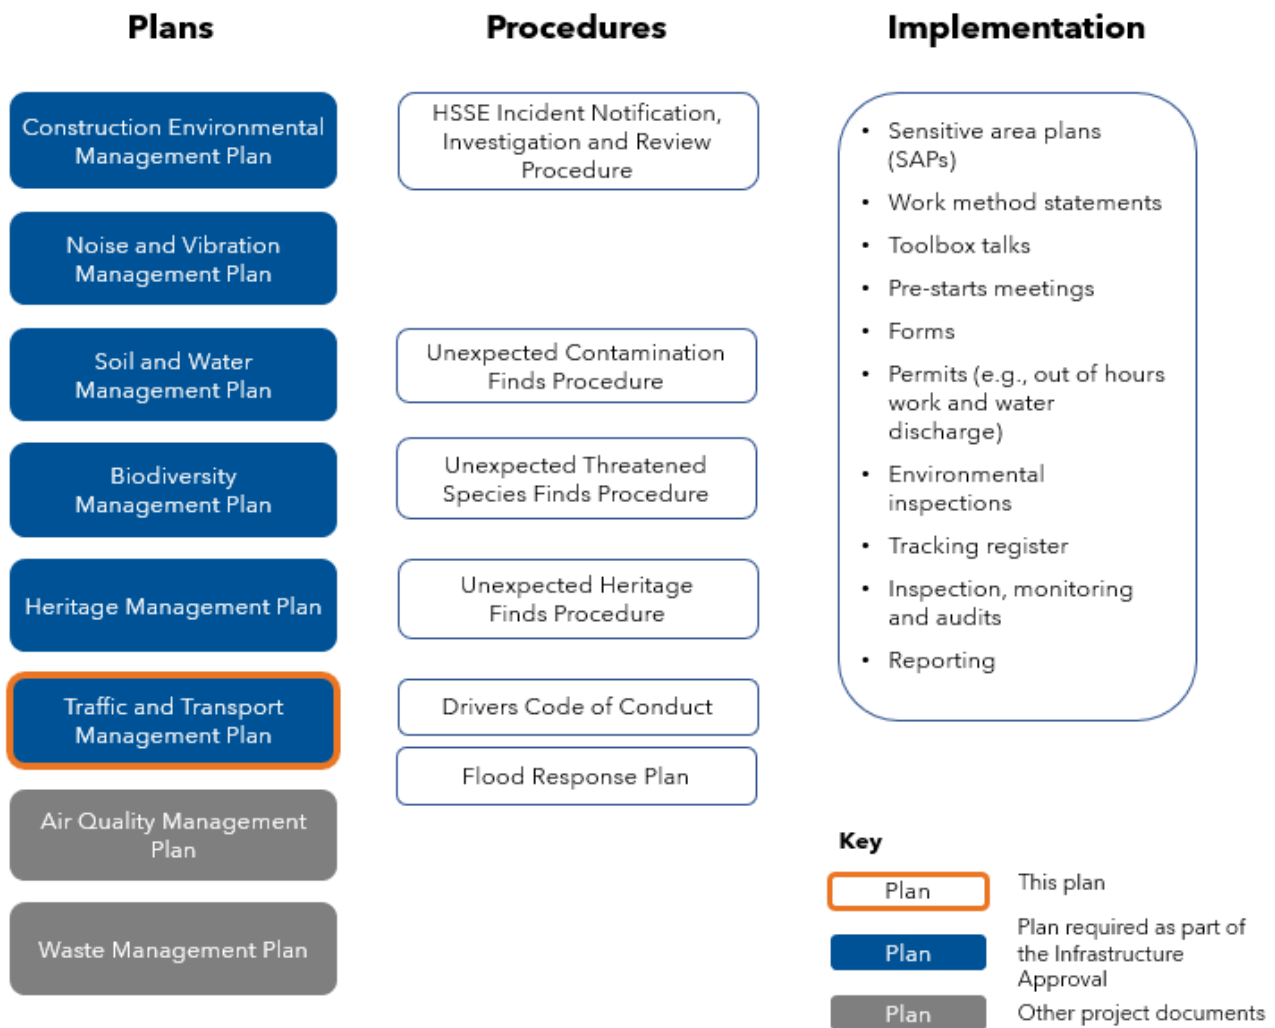 Plans
Procedures
Implementation
Construction Environmental
Management Plan
Noise and Vibration
Management Plan
Soil and Water
Management Plan
Biodiversity
Management Plan
Heritage Management Plan
Traffic and Transport
Management Plan
Air Quality Management
Plan
Waste Management Plan
HSSE Incident Notification,
Investigation and Review
Procedure
Unexpected Contamination
Finds Procedure
Unexpected Threatened
Species Finds Procedure
Unexpected Heritage
Finds Procedure
Drivers Code of Conduct
Flood Response Plan
• Sensitive area plans
(SAPs)
• Work method statements
• Toolbox talks
• Pre-starts meetings
• Forms
• Permits (e.g., out of hours
work and water
discharge)
• Environmental
inspections
• Tracking register
• Inspection, monitoring
and audits
• Reporting
Key
Plan
This plan
Plan
Plan required as part of
the Infrastructure
Approval
Plan
Other project documents